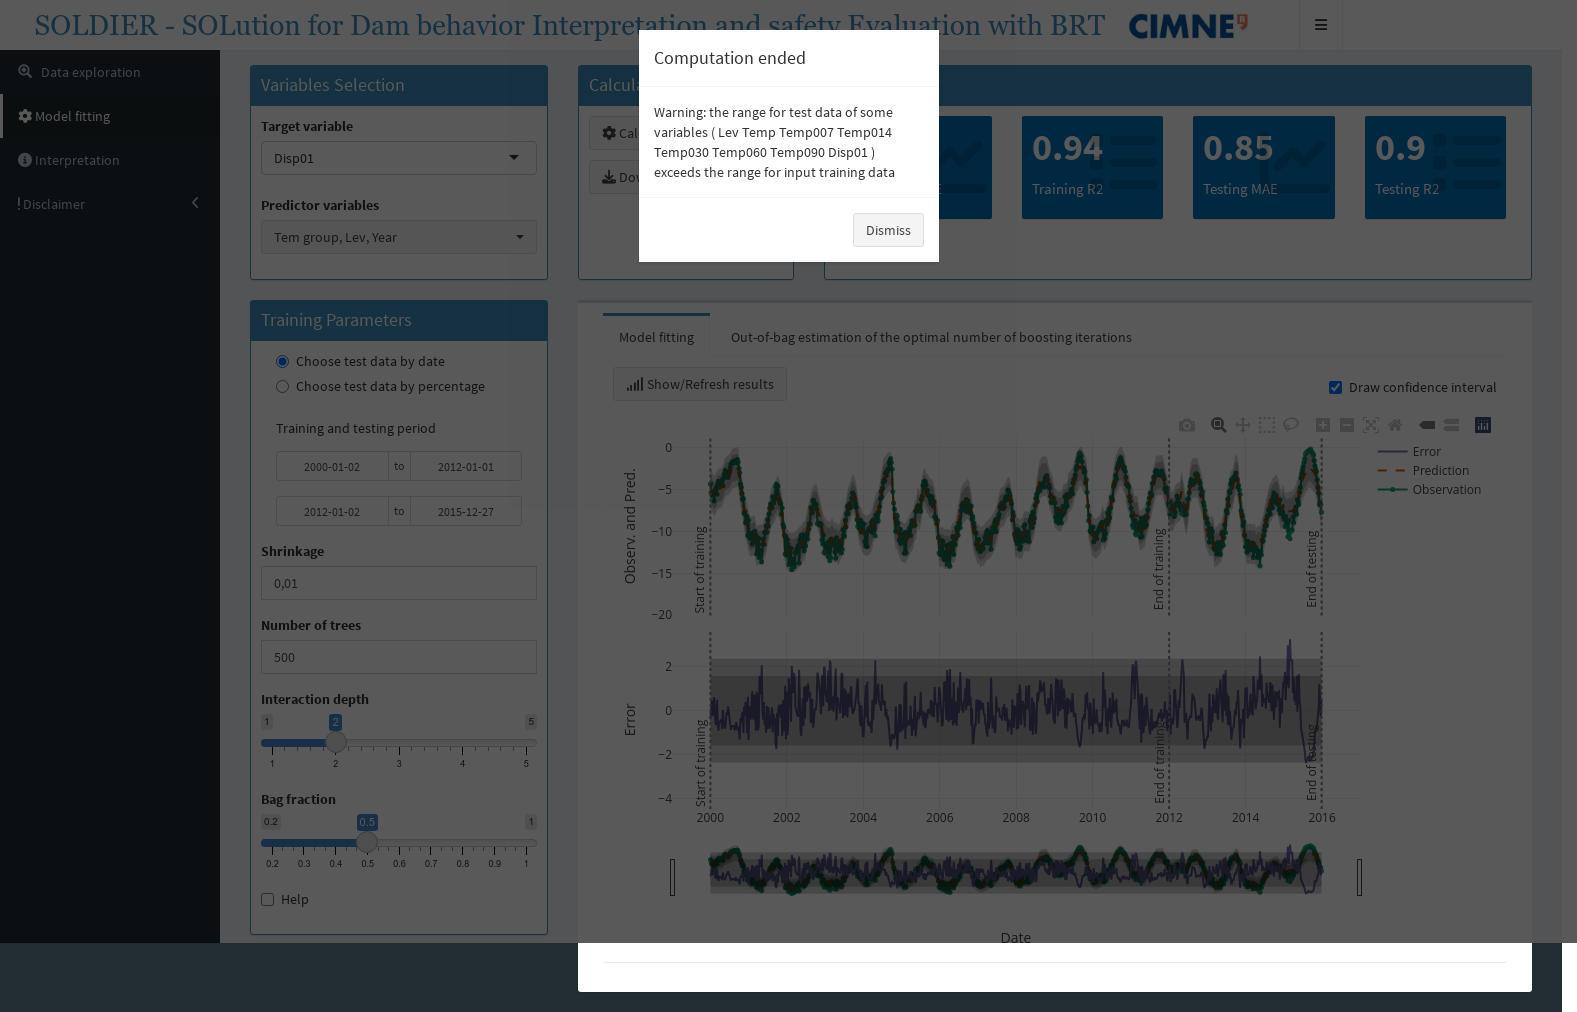 SOLDIER - SOLution for Dam behavior Interpretation and safety Evaluation with BRT
CIMNE
Data exploration
Model fitting
Interpretation
Disclaimer
Variables Selection
Target variable
Disp01
Predictor variables
Tem group, Lev, Year
Computation ended
Warning: the range for test data of some
variables ( Lev Temp Temp007 Temp014
Temp030 Temp060 Temp090 Disp01 )
exceeds the range for input training data
Dismiss
0.94
Training R2
0.85
Testing MAE
0.9
Testing R2
Training Parameters
Choose test data by date
Choose test data by percentage
Training and testing period
2000-01-02 to 2012-01-01
2012-01-02 to 2015-12-27
Shrinkage
0,01
Number of trees
500
Interaction depth
1 2 5
1 2 3 4 5
Bag fraction
0.2 0.5 1
0.2 0.3 0.4 0.5 0.6 0.7 0.8 0.9 1
Help
Model fitting
Out-of-bag estimation of the optimal number of boosting iterations
Show/Refresh results
Draw confidence interval
Error
Prediction
Observation
Observ. and Pred.
0
−5
−10
−15
−20
Start of training
End of training
End of testing
Error
2
0
−2
−4
Start of training
End of training
End of testing
2000 2002 2004 2006 2008 2010 2012 2014 2016
Date